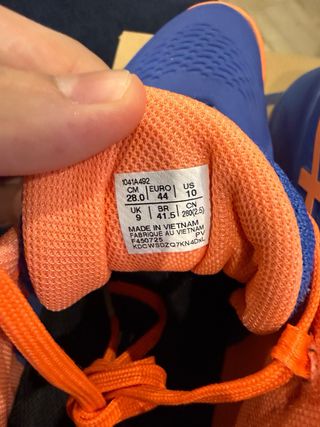 1041A492
CM EURO US
28.0 44 10
UK BR CN
9 41.5 280(2.5)
MADE IN VIETNAM
FABRIQUE AU VIETNAM
F450725 PV
KDCWSDZQ7KN4DKL